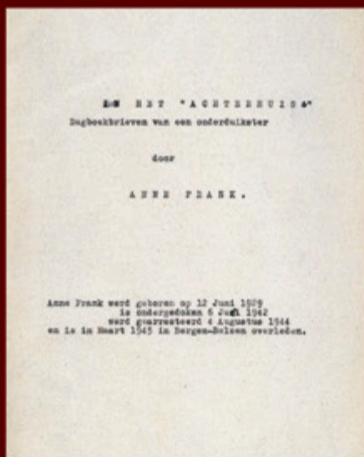 IN HET "ACHTERHUIS"
Dagboekbrieven van een onderduikster
door
ANNE FRANK.
Anne Frank werd geboren op 12 Juni 1929
is ondergedoken 6 Juli 1942
werd gearresteerd 4 Augustus 1944
en is in Maart 1945 in Bergen-Belsen overleden.